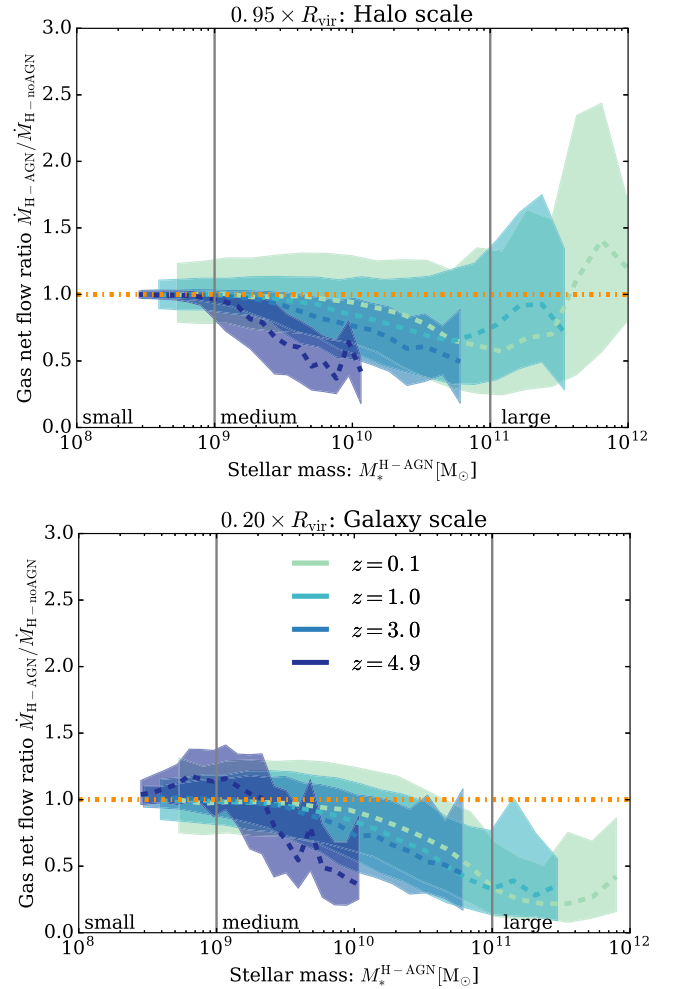 0.95 × R_vir: Halo scale
Gas net flow ratio Ṁ_H−AGN/Ṁ_H−noAGN
3.0
2.5
2.0
1.5
1.0
0.5
0.0
small medium large
10^8 10^9 10^10 10^11 10^12
Stellar mass: M_*^H−AGN[M_⊙]
0.20 × R_vir: Galaxy scale
Gas net flow ratio Ṁ_H−AGN/Ṁ_H−noAGN
3.0
2.5
2.0
1.5
1.0
0.5
0.0
z = 0.1
z = 1.0
z = 3.0
z = 4.9
small medium large
10^8 10^9 10^10 10^11 10^12
Stellar mass: M_*^H−AGN[M_⊙]